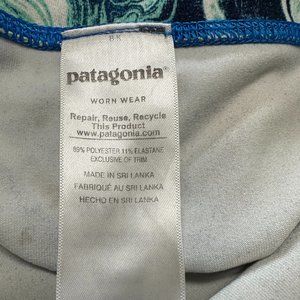 patagonia®
WORN WEAR
Repair, Reuse, Recycle
This Product
www.patagonia.com
89% POLYESTER 11% ELASTANE
EXCLUSIVE OF TRIM
MADE IN SRI LANKA
FABRIQUÉ AU SRI LANKA
HECHO EN SRI LANKA